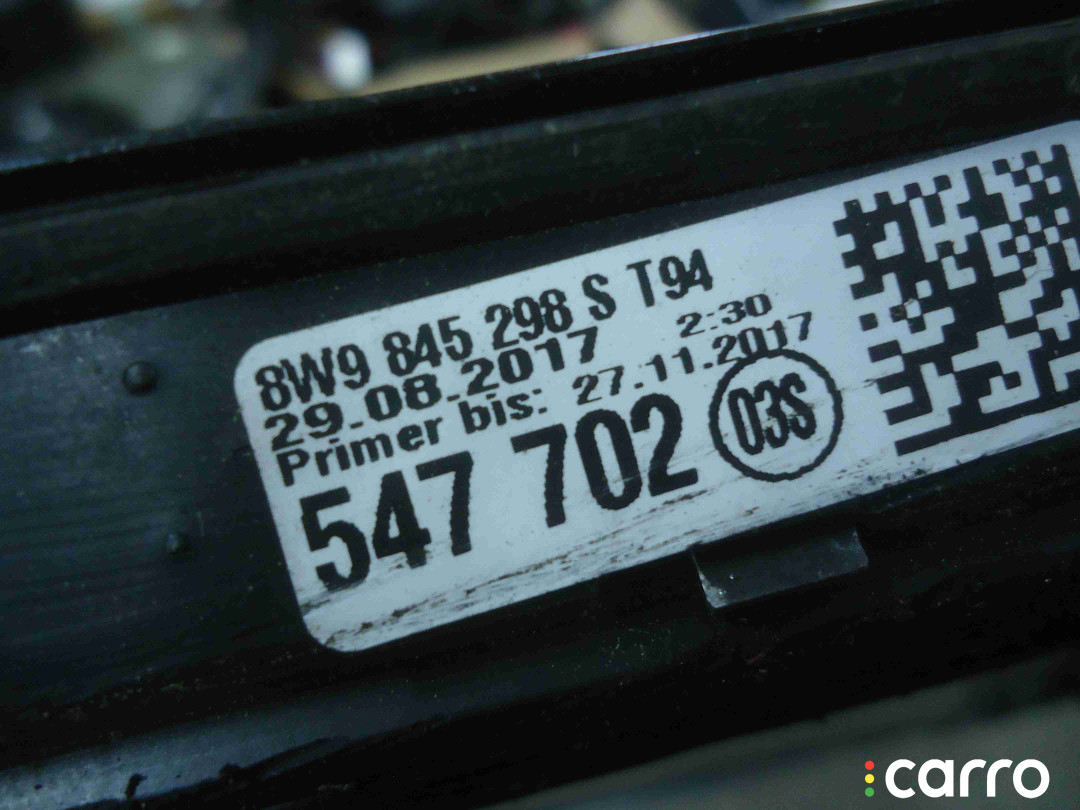 8W9 845 298 S T94
29.08.2017 2:30
Primer bis: 27.11.2017
547 702 03S
carro